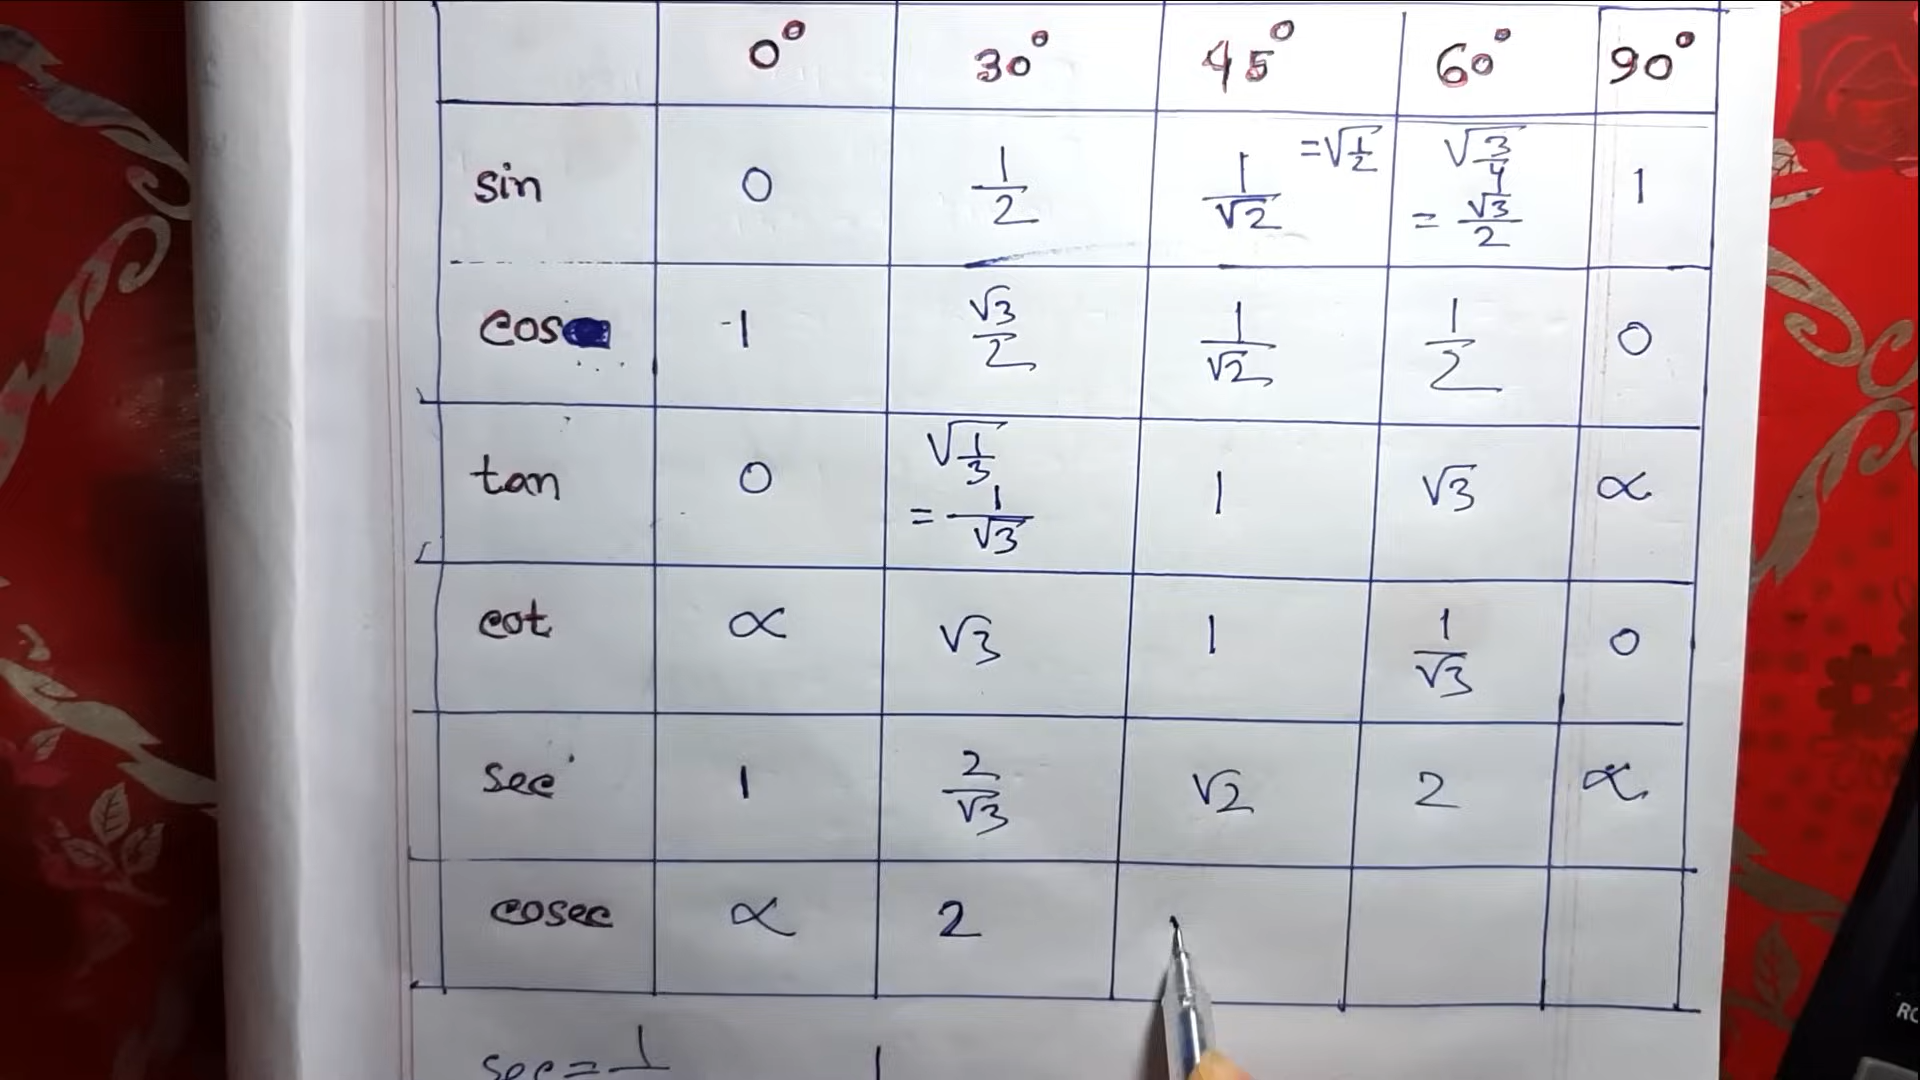 0° 30° 45° 60° 90°
sin 0 1/2 1/√2 =√1/2 √3/4 = √3/2 1
cos 1 √3/2 1/√2 1/2 0
tan 0 √1/3 = 1/√3 1 √3 ∝
cot ∝ √3 1 1/√3 0
sec 1 2/√3 √2 2 ∝
cosec ∝ 2
sec = 1